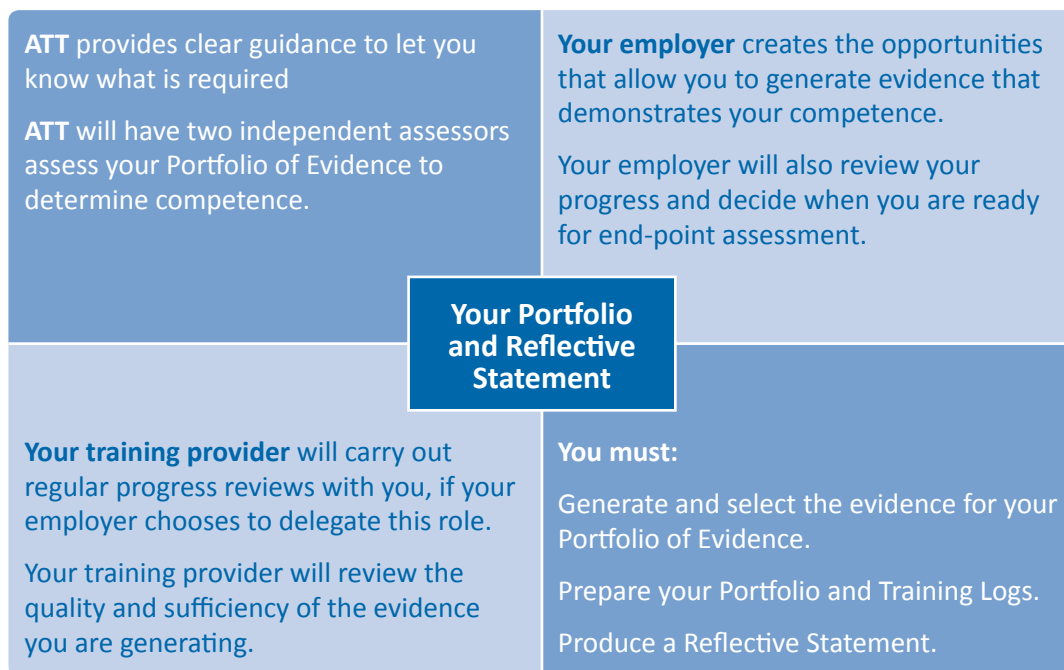 ATT provides clear guidance to let you
know what is required
ATT will have two independent assessors
assess your Portfolio of Evidence to
determine competence.
Your employer creates the opportunities
that allow you to generate evidence that
demonstrates your competence.
Your employer will also review your
progress and decide when you are ready
for end-point assessment.
Your Portfolio
and Reflective
Statement
Your training provider will carry out
regular progress reviews with you, if your
employer chooses to delegate this role.
Your training provider will review the
quality and sufficiency of the evidence
you are generating.
You must:
Generate and select the evidence for your
Portfolio of Evidence.
Prepare your Portfolio and Training Logs.
Produce a Reflective Statement.